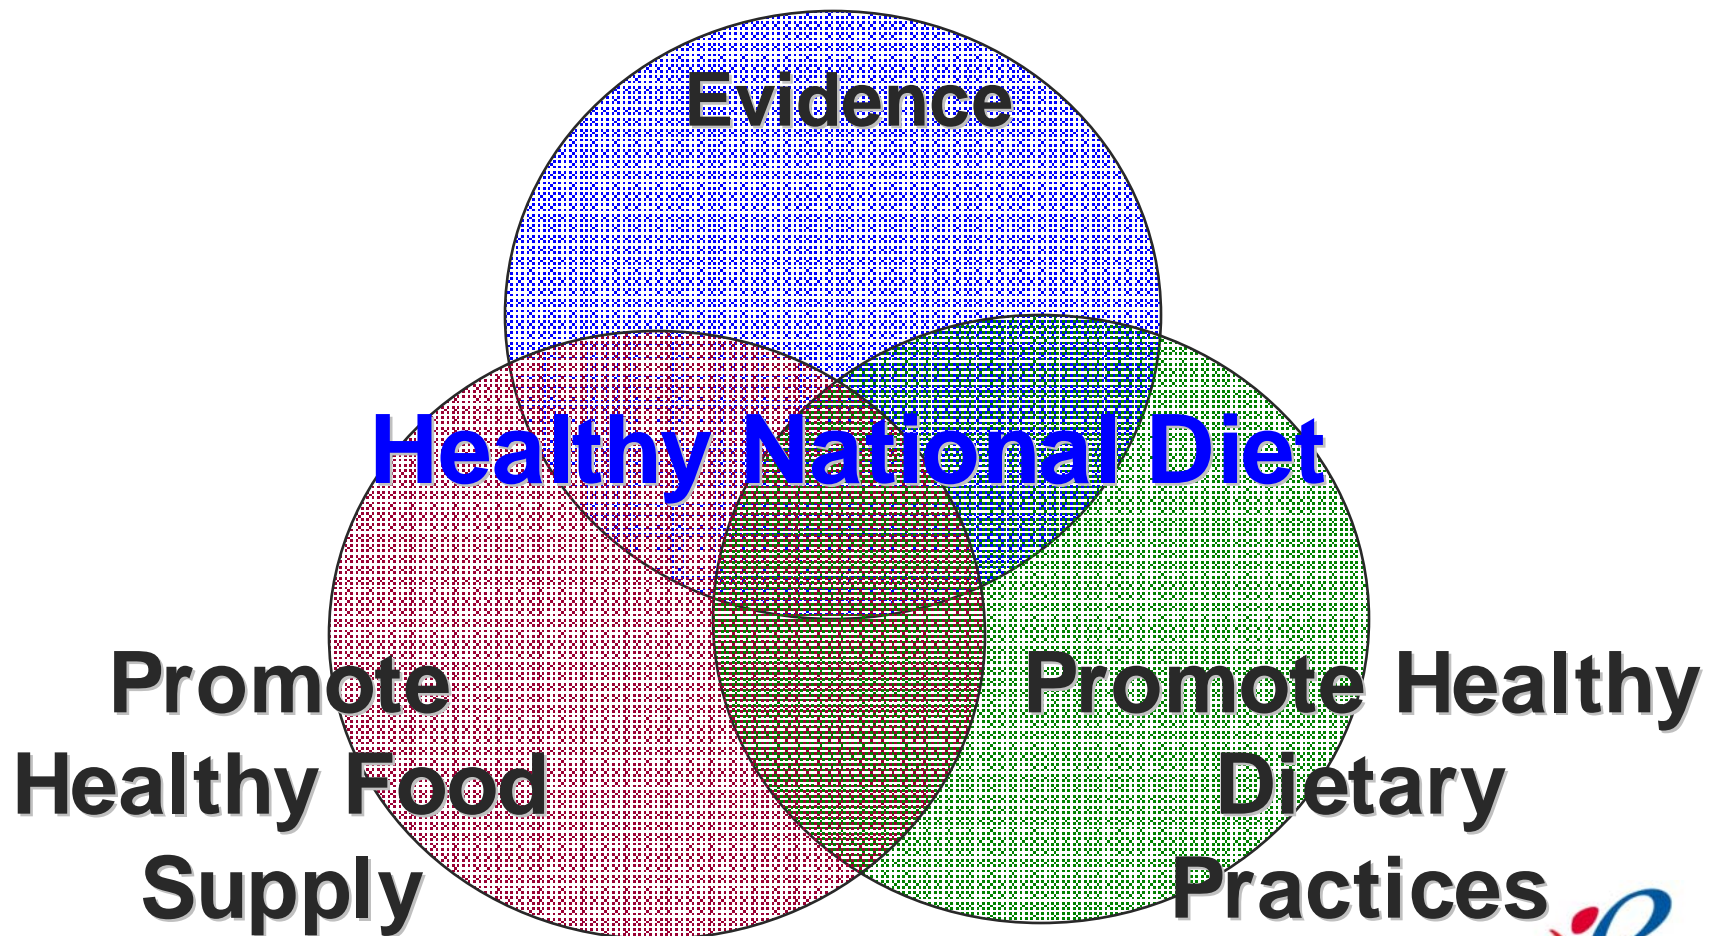 Evidence
Healthy National Diet
Promote
Healthy Food
Supply
Promote Healthy
Dietary
Practices